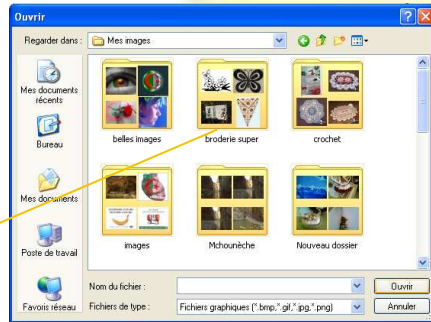 Ouvrir
Regarder dans :
Mes images
Mes documents
récents
Bureau
Mes documents
Poste de travail
Favoris réseau
belles images
broderie super
crochet
images
Mchounèche
Nouveau dossier
Nom du fichier :
Ouvrir
Fichiers de type :
Fichiers graphiques (*.bmp,*.gif,*.jpg,*.png)
Annuler